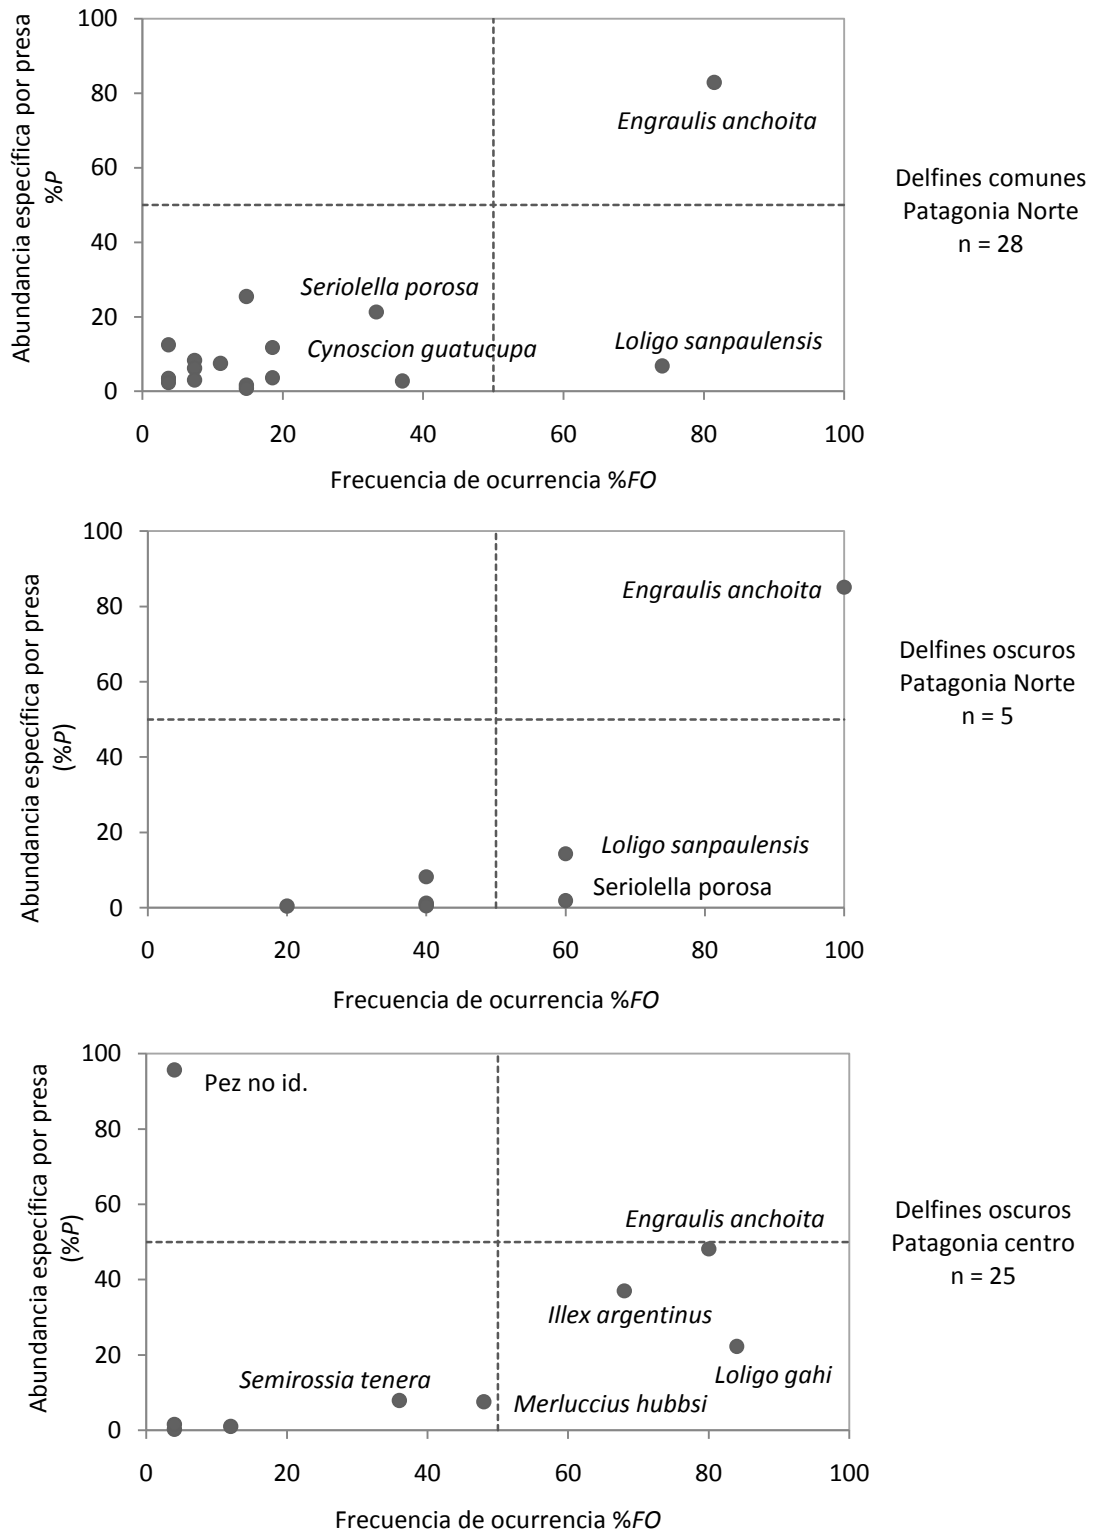 Abundancia específica por presa
%P
100
80
60
40
20
0
Engraulis anchoita
Seriolella porosa
Cynoscion guatucupa
Loligo sanpaulensis
0 20 40 60 80 100
Frecuencia de ocurrencia %FO
Delfines comunes
Patagonia Norte
n = 28
Abundancia específica por presa
(%P)
100
80
60
40
20
0
Engraulis anchoita
Loligo sanpaulensis
Seriolella porosa
0 20 40 60 80 100
Frecuencia de ocurrencia %FO
Delfines oscuros
Patagonia Norte
n = 5
Abundancia específica por presa
(%P)
100
80
60
40
20
0
Pez no id.
Engraulis anchoita
Illex argentinus
Loligo gahi
Semirossia tenera
Merluccius hubbsi
0 20 40 60 80 100
Frecuencia de ocurrencia %FO
Delfines oscuros
Patagonia centro
n = 25